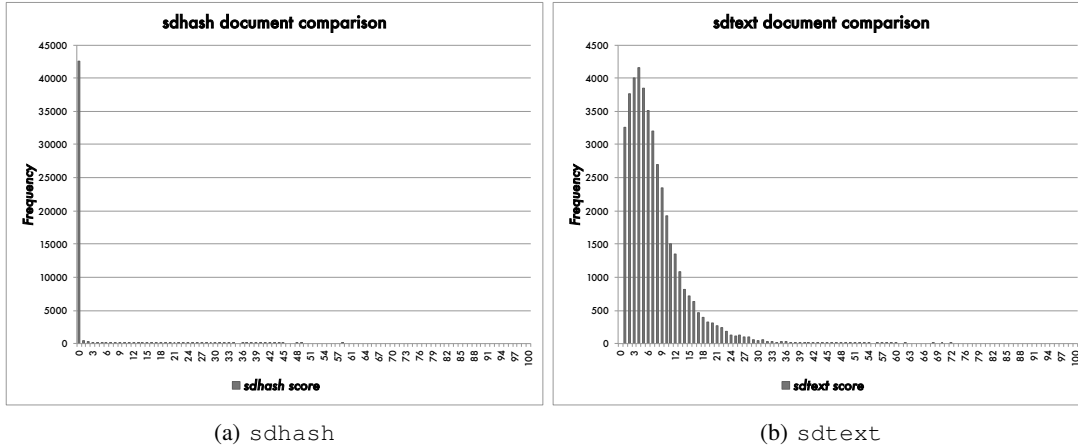 sdhash document comparison
45000
40000
35000
30000
25000
20000
15000
10000
5000
0
Frequency
0 3 6 9 12 15 18 21 24 27 30 33 36 39 42 45 48 51 54 57 61 64 67 70 73 76 79 82 85 88 91 94 97 100
sdhash score
(a) sdhash
sdtext document comparison
4500
4000
3500
3000
2500
2000
1500
1000
500
0
Frequency
0 3 6 9 12 15 18 21 24 27 30 33 36 39 42 45 48 51 54 57 60 63 66 69 72 76 79 82 85 88 91 94 97 100
sdtext score
(b) sdtext